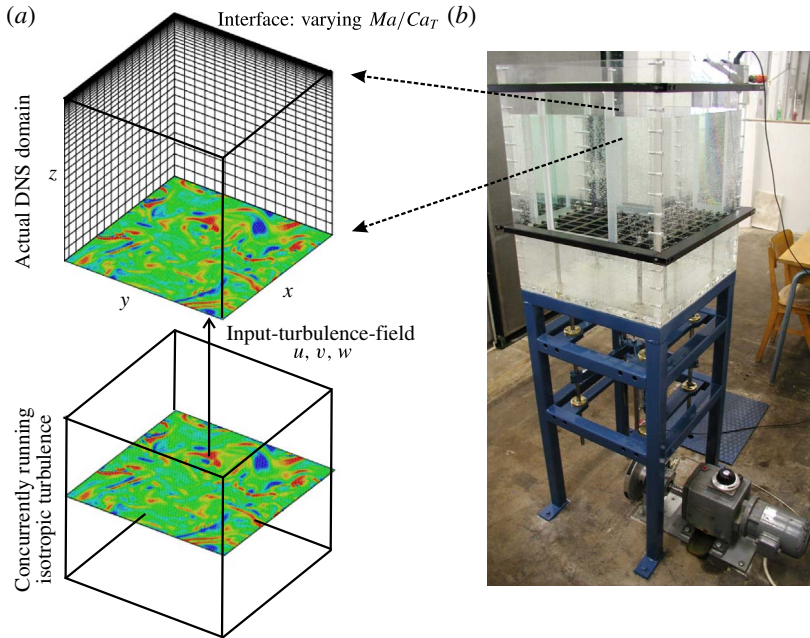 (a)
Interface: varying Ma/Ca_T
(b)
Actual DNS domain
z
y
x
Input-turbulence-field
u, v, w
Concurrently running
isotropic turbulence